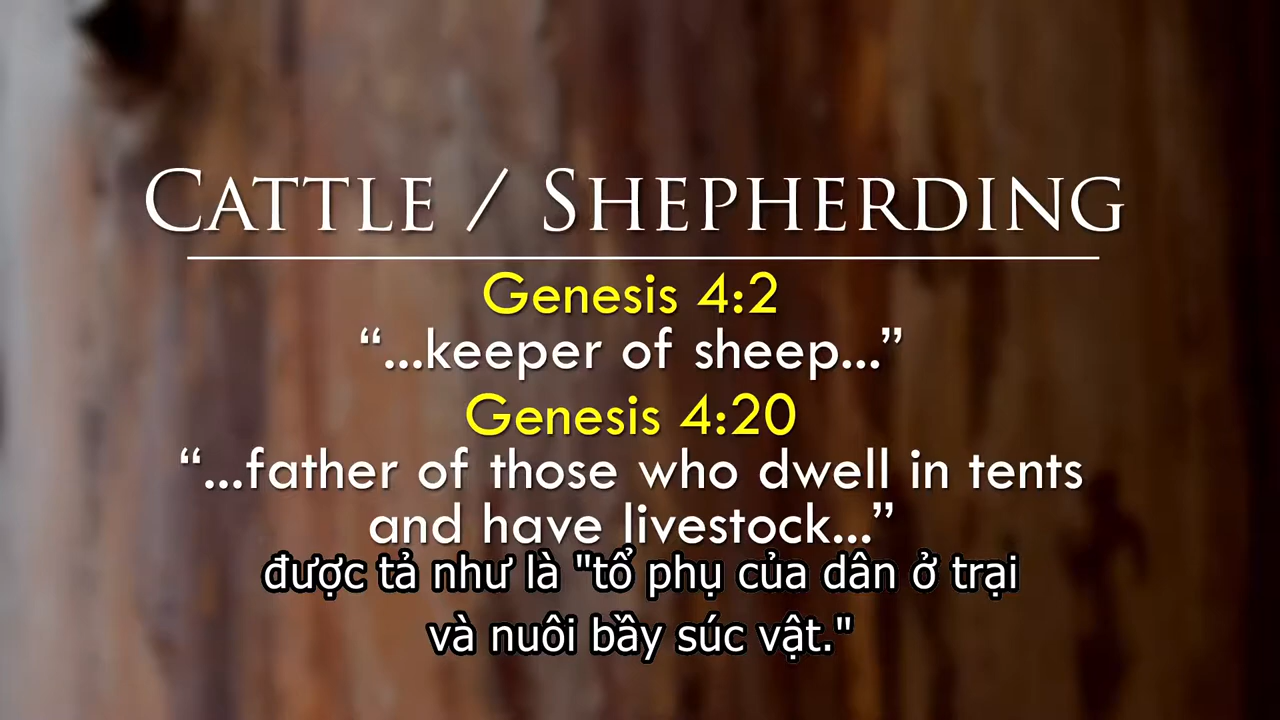 CATTLE / SHEPHERDING
Genesis 4:2
“...keeper of sheep...”
Genesis 4:20
“...father of those who dwell in tents
and have livestock...”
được tả như là "tổ phụ của dân ở trại
và nuôi bầy súc vật."